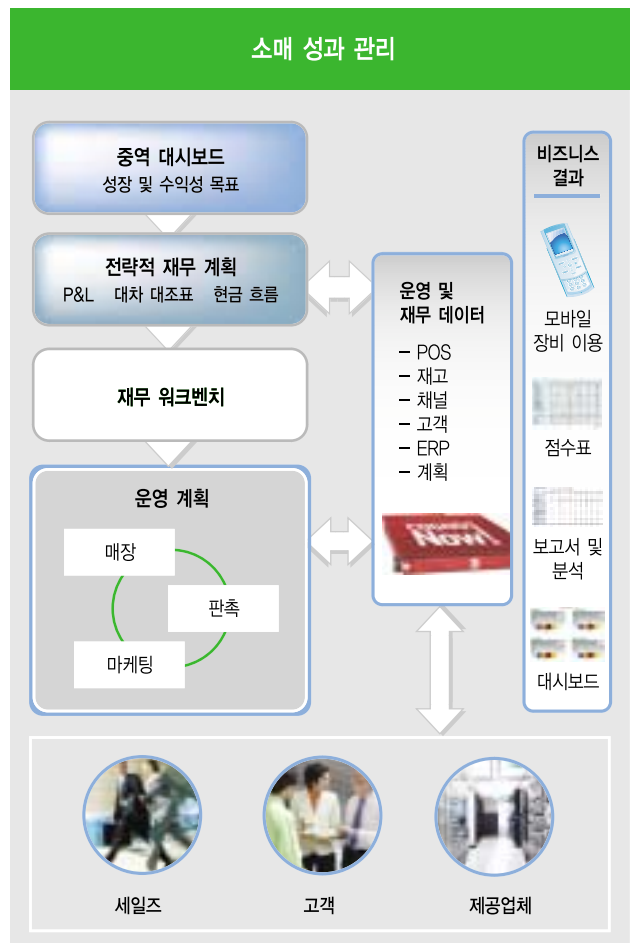 소매 성과 관리
중역 대시보드
성장 및 수익성 목표
전략적 재무 계획
P&L 대차 대조표 현금 흐름
재무 워크벤치
운영 계획
매장
판촉
마케팅
운영 및
재무 데이터
– POS
– 재고
– 채널
– 고객
– ERP
– 계획
Now!
비즈니스
결과
모바일
장비 이용
점수표
보고서 및
분석
대시보드
세일즈
고객
제공업체